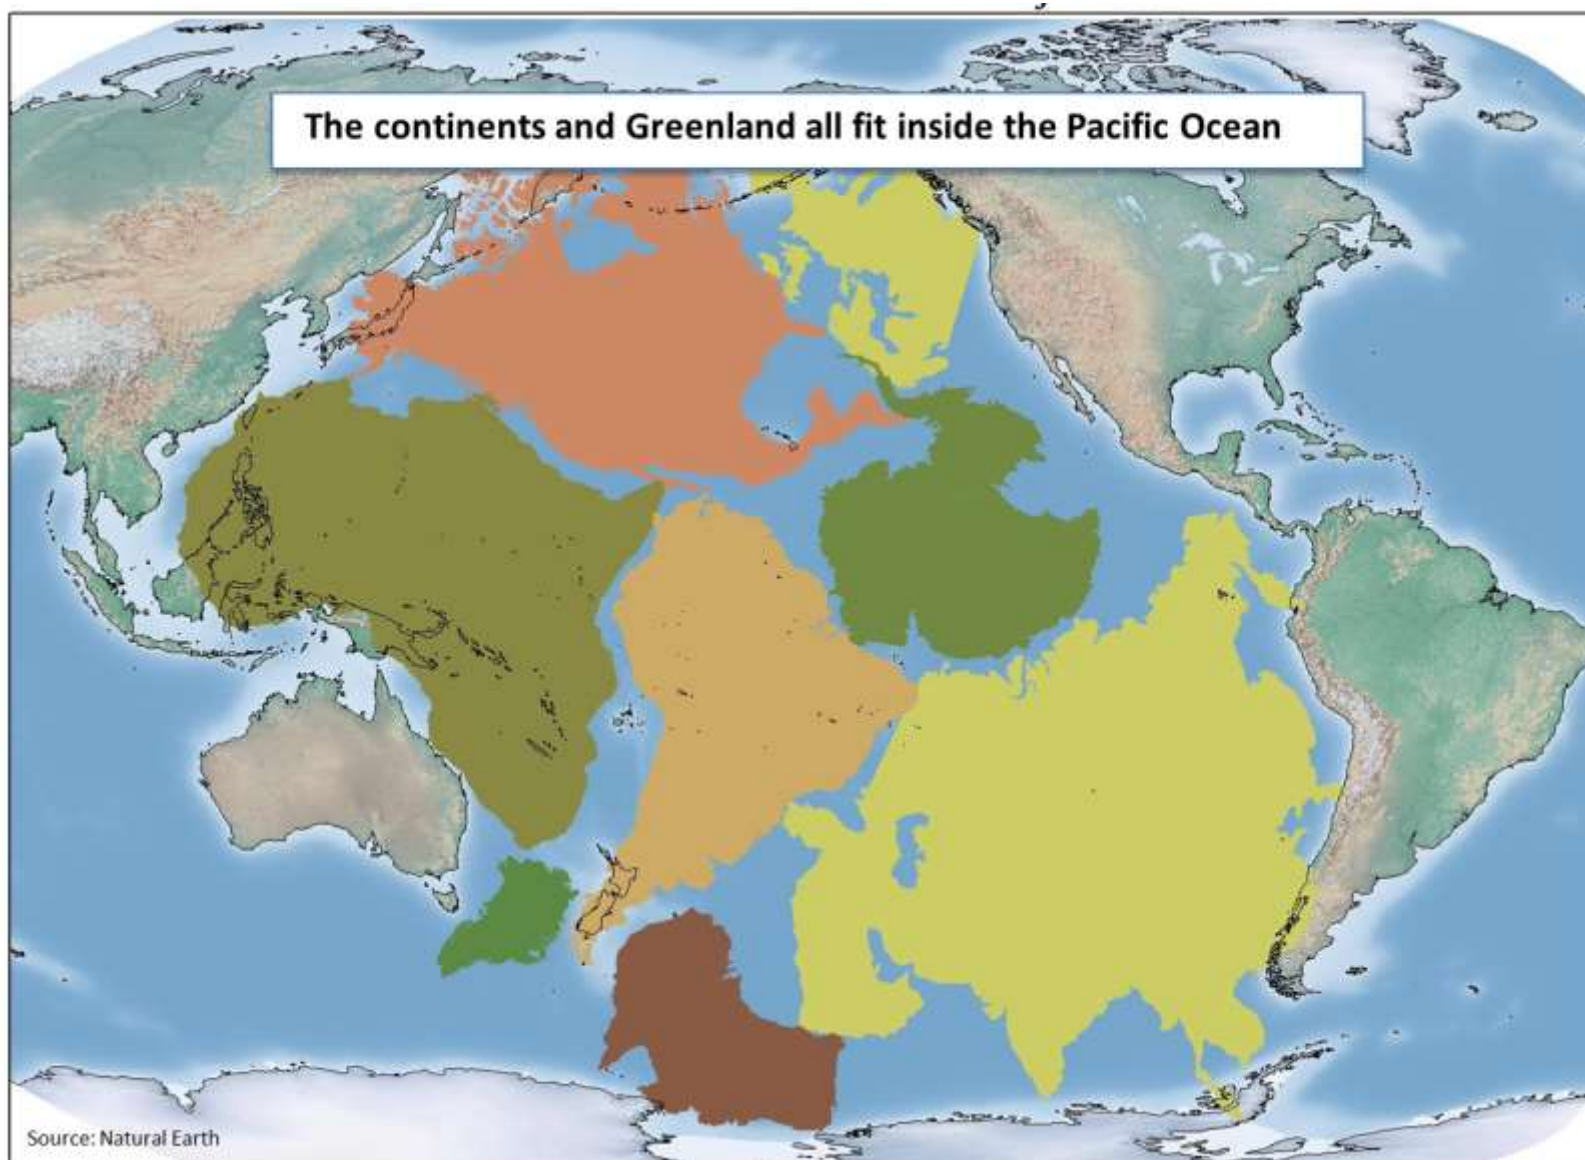 The continents and Greenland all fit inside the Pacific Ocean
Source: Natural Earth